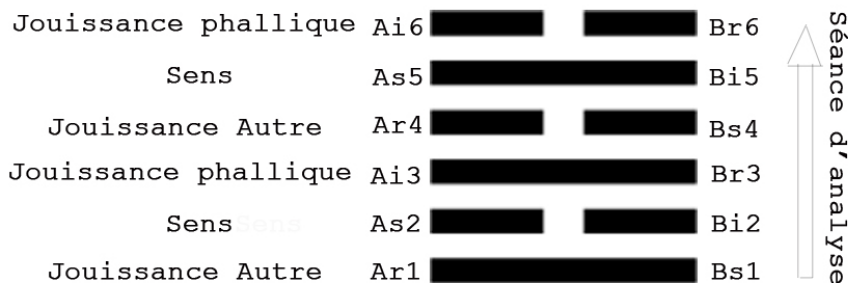 Jouissance phallique Ai6 Br6
Sens As5 Bi5
Jouissance Autre Ar4 Bs4
Jouissance phallique Ai3 Br3
Sens Sens As2 Bi2
Jouissance Autre Ar1 Bs1
Séance d'analyse